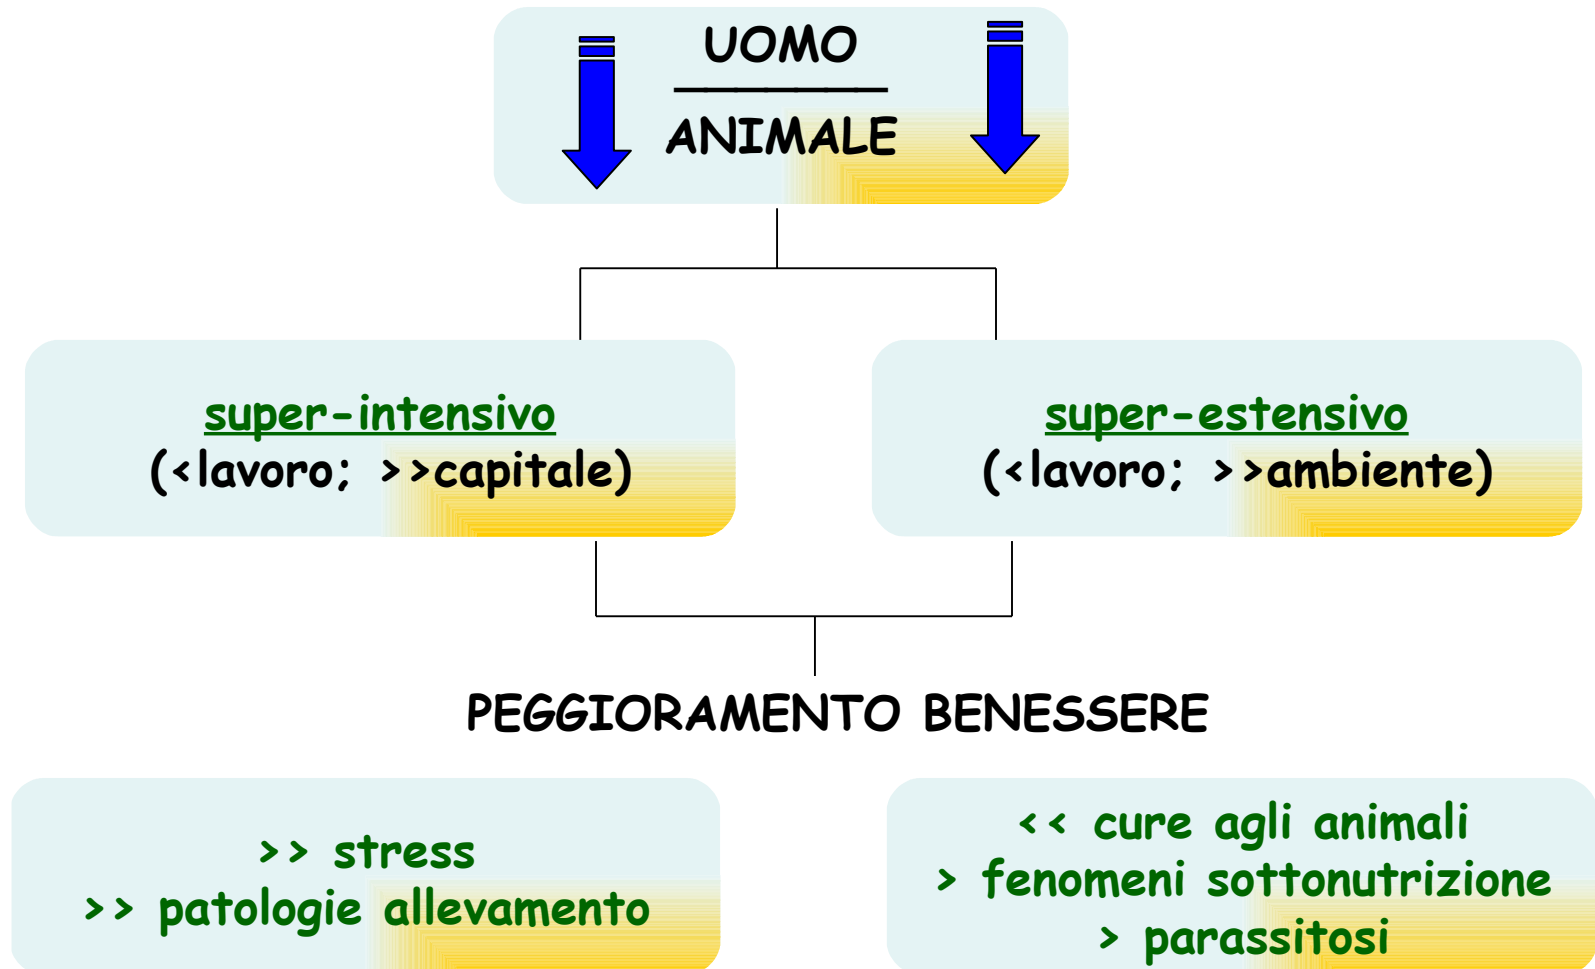 UOMO
ANIMALE
super-intensivo
(<lavoro; >>capitale)
super-estensivo
(<lavoro; >>ambiente)
PEGGIORAMENTO BENESSERE
>> stress
>> patologie allevamento
<< cure agli animali
> fenomeni sottonutrizione
> parassitosi